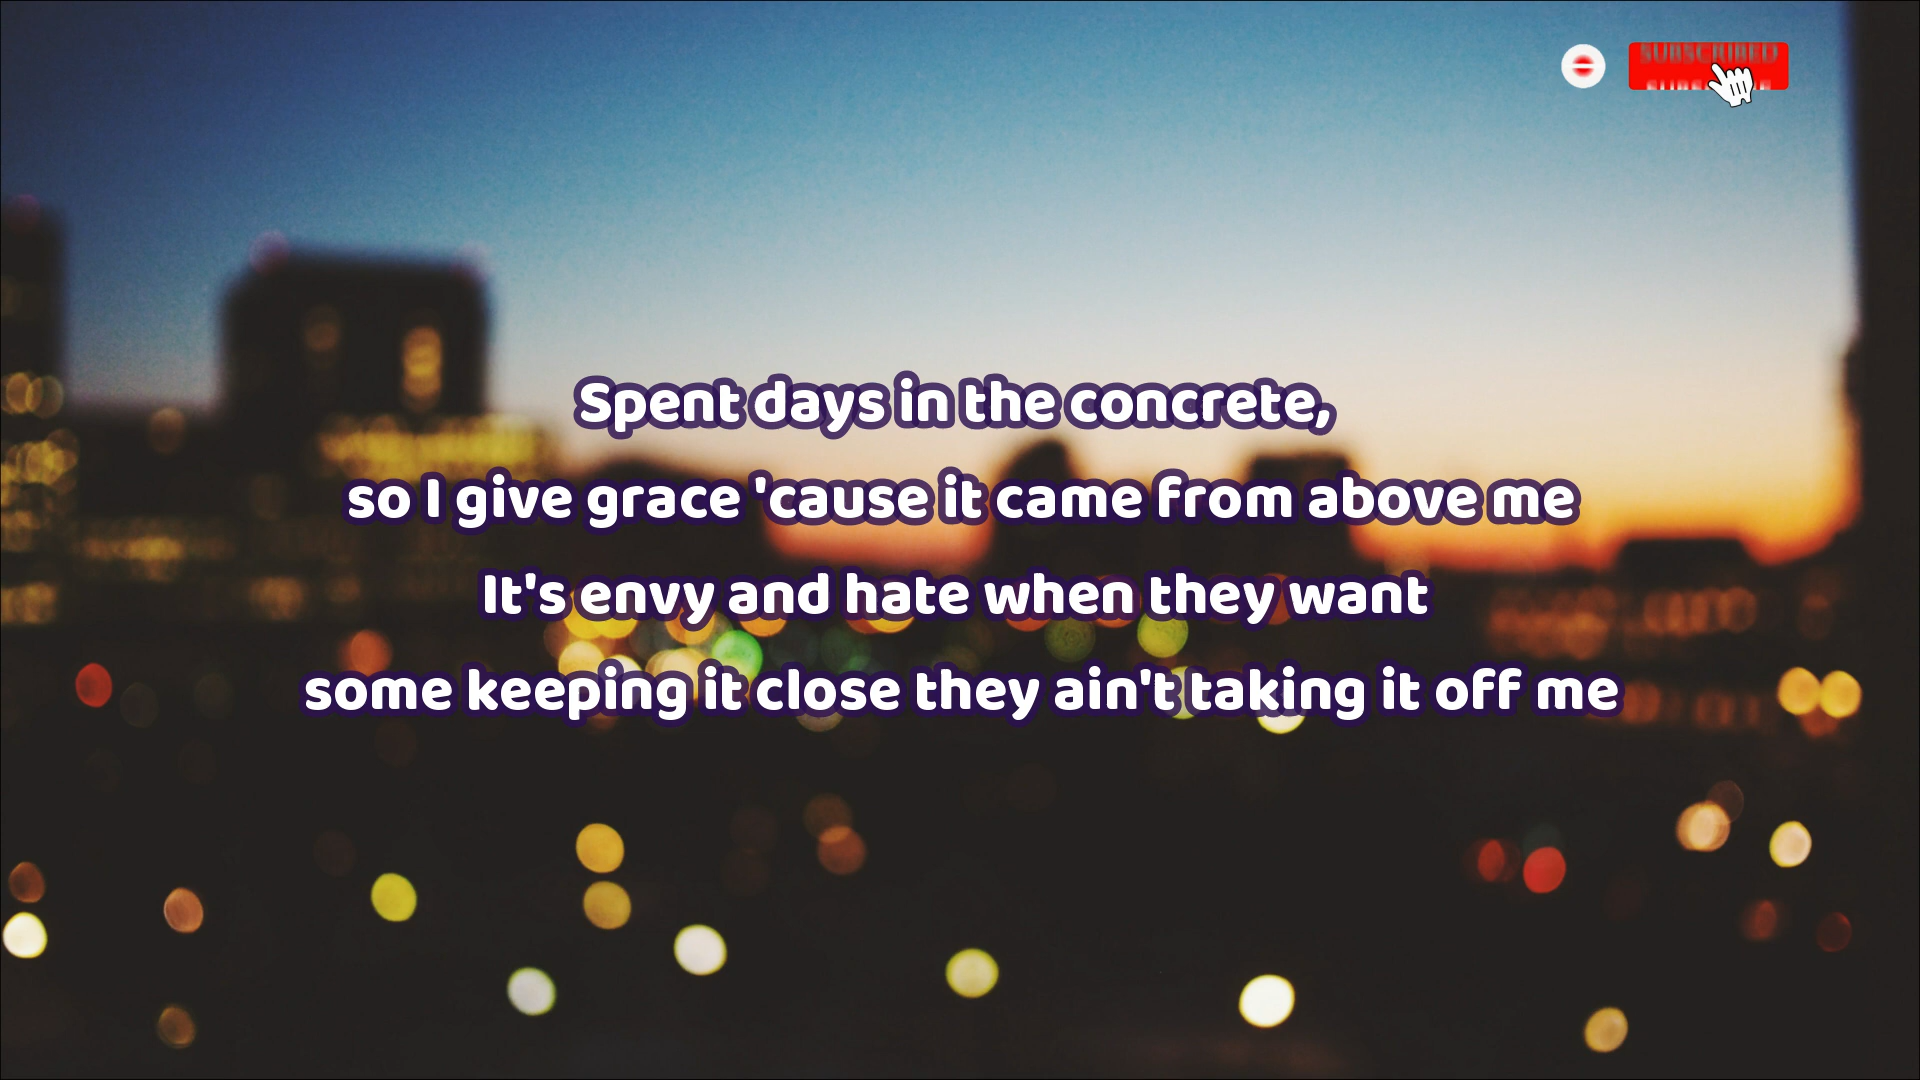 SUBSCRIBED
Spent days in the concrete,
so I give grace 'cause it came from above me
It's envy and hate when they want
some keeping it close they ain't taking it off me